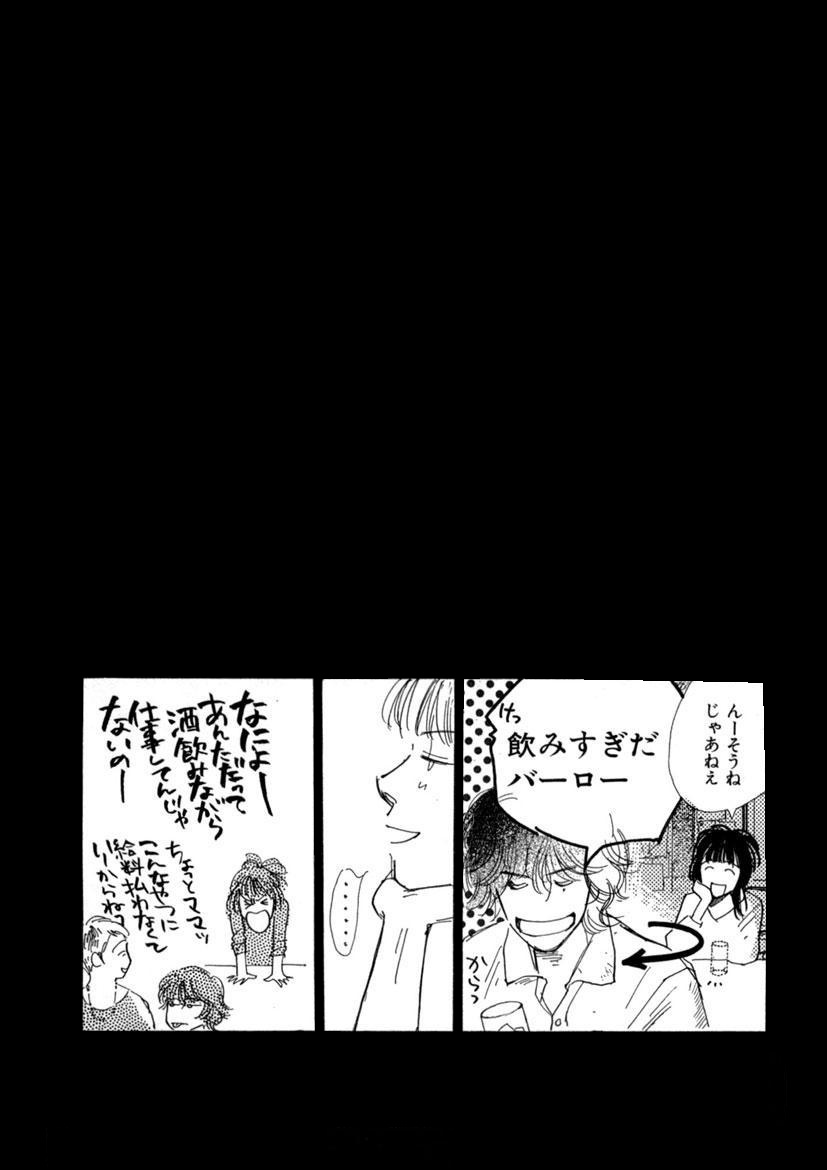 んーそうね
じゃあねえ
けっ
飲みすぎだ
バーロー
からっ
・・・・・・
なによー
あんただって
酒飲みながら
仕事してんじゃ
ないのー
ちょっとママッ
こんなやつに
給料払わなくて
いーからねっ